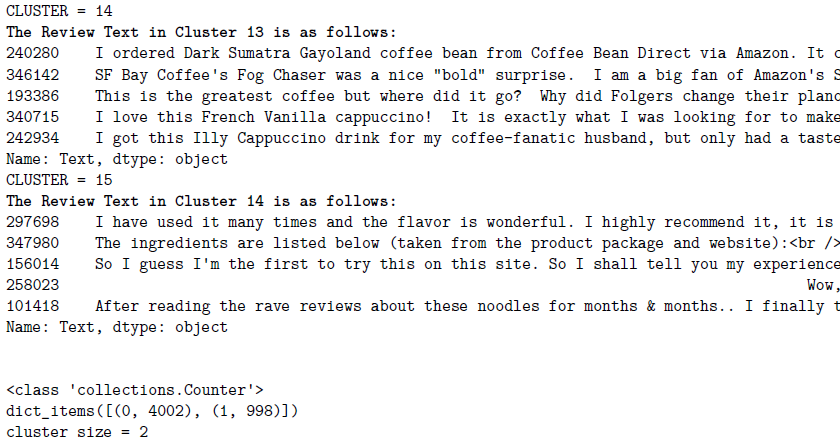 CLUSTER = 14
The Review Text in Cluster 13 is as follows:
240280    I ordered Dark Sumatra Gayoland coffee bean from Coffee Bean Direct via Amazon. It c
346142    SF Bay Coffee's Fog Chaser was a nice "bold" surprise.  I am a big fan of Amazon's S
193386    This is the greatest coffee but where did it go?  Why did Folgers change their plano
340715    I love this French Vanilla cappuccino!  It is exactly what I was looking for to make
242934    I got this Illy Cappuccino drink for my coffee-fanatic husband, but only had a taste
Name: Text, dtype: object
CLUSTER = 15
The Review Text in Cluster 14 is as follows:
297698    I have used it many times and the flavor is wonderful. I highly recommend it, it is
347980    The ingredients are listed below (taken from the product package and website):<br />
156014    So I guess I'm the first to try this on this site. So I shall tell you my experience
258023    Wow,
101418    After reading the rave reviews about these noodles for months & months.. I finally t
Name: Text, dtype: object
<class 'collections.Counter'>
dict_items([(0, 4002), (1, 998)])
cluster size = 2